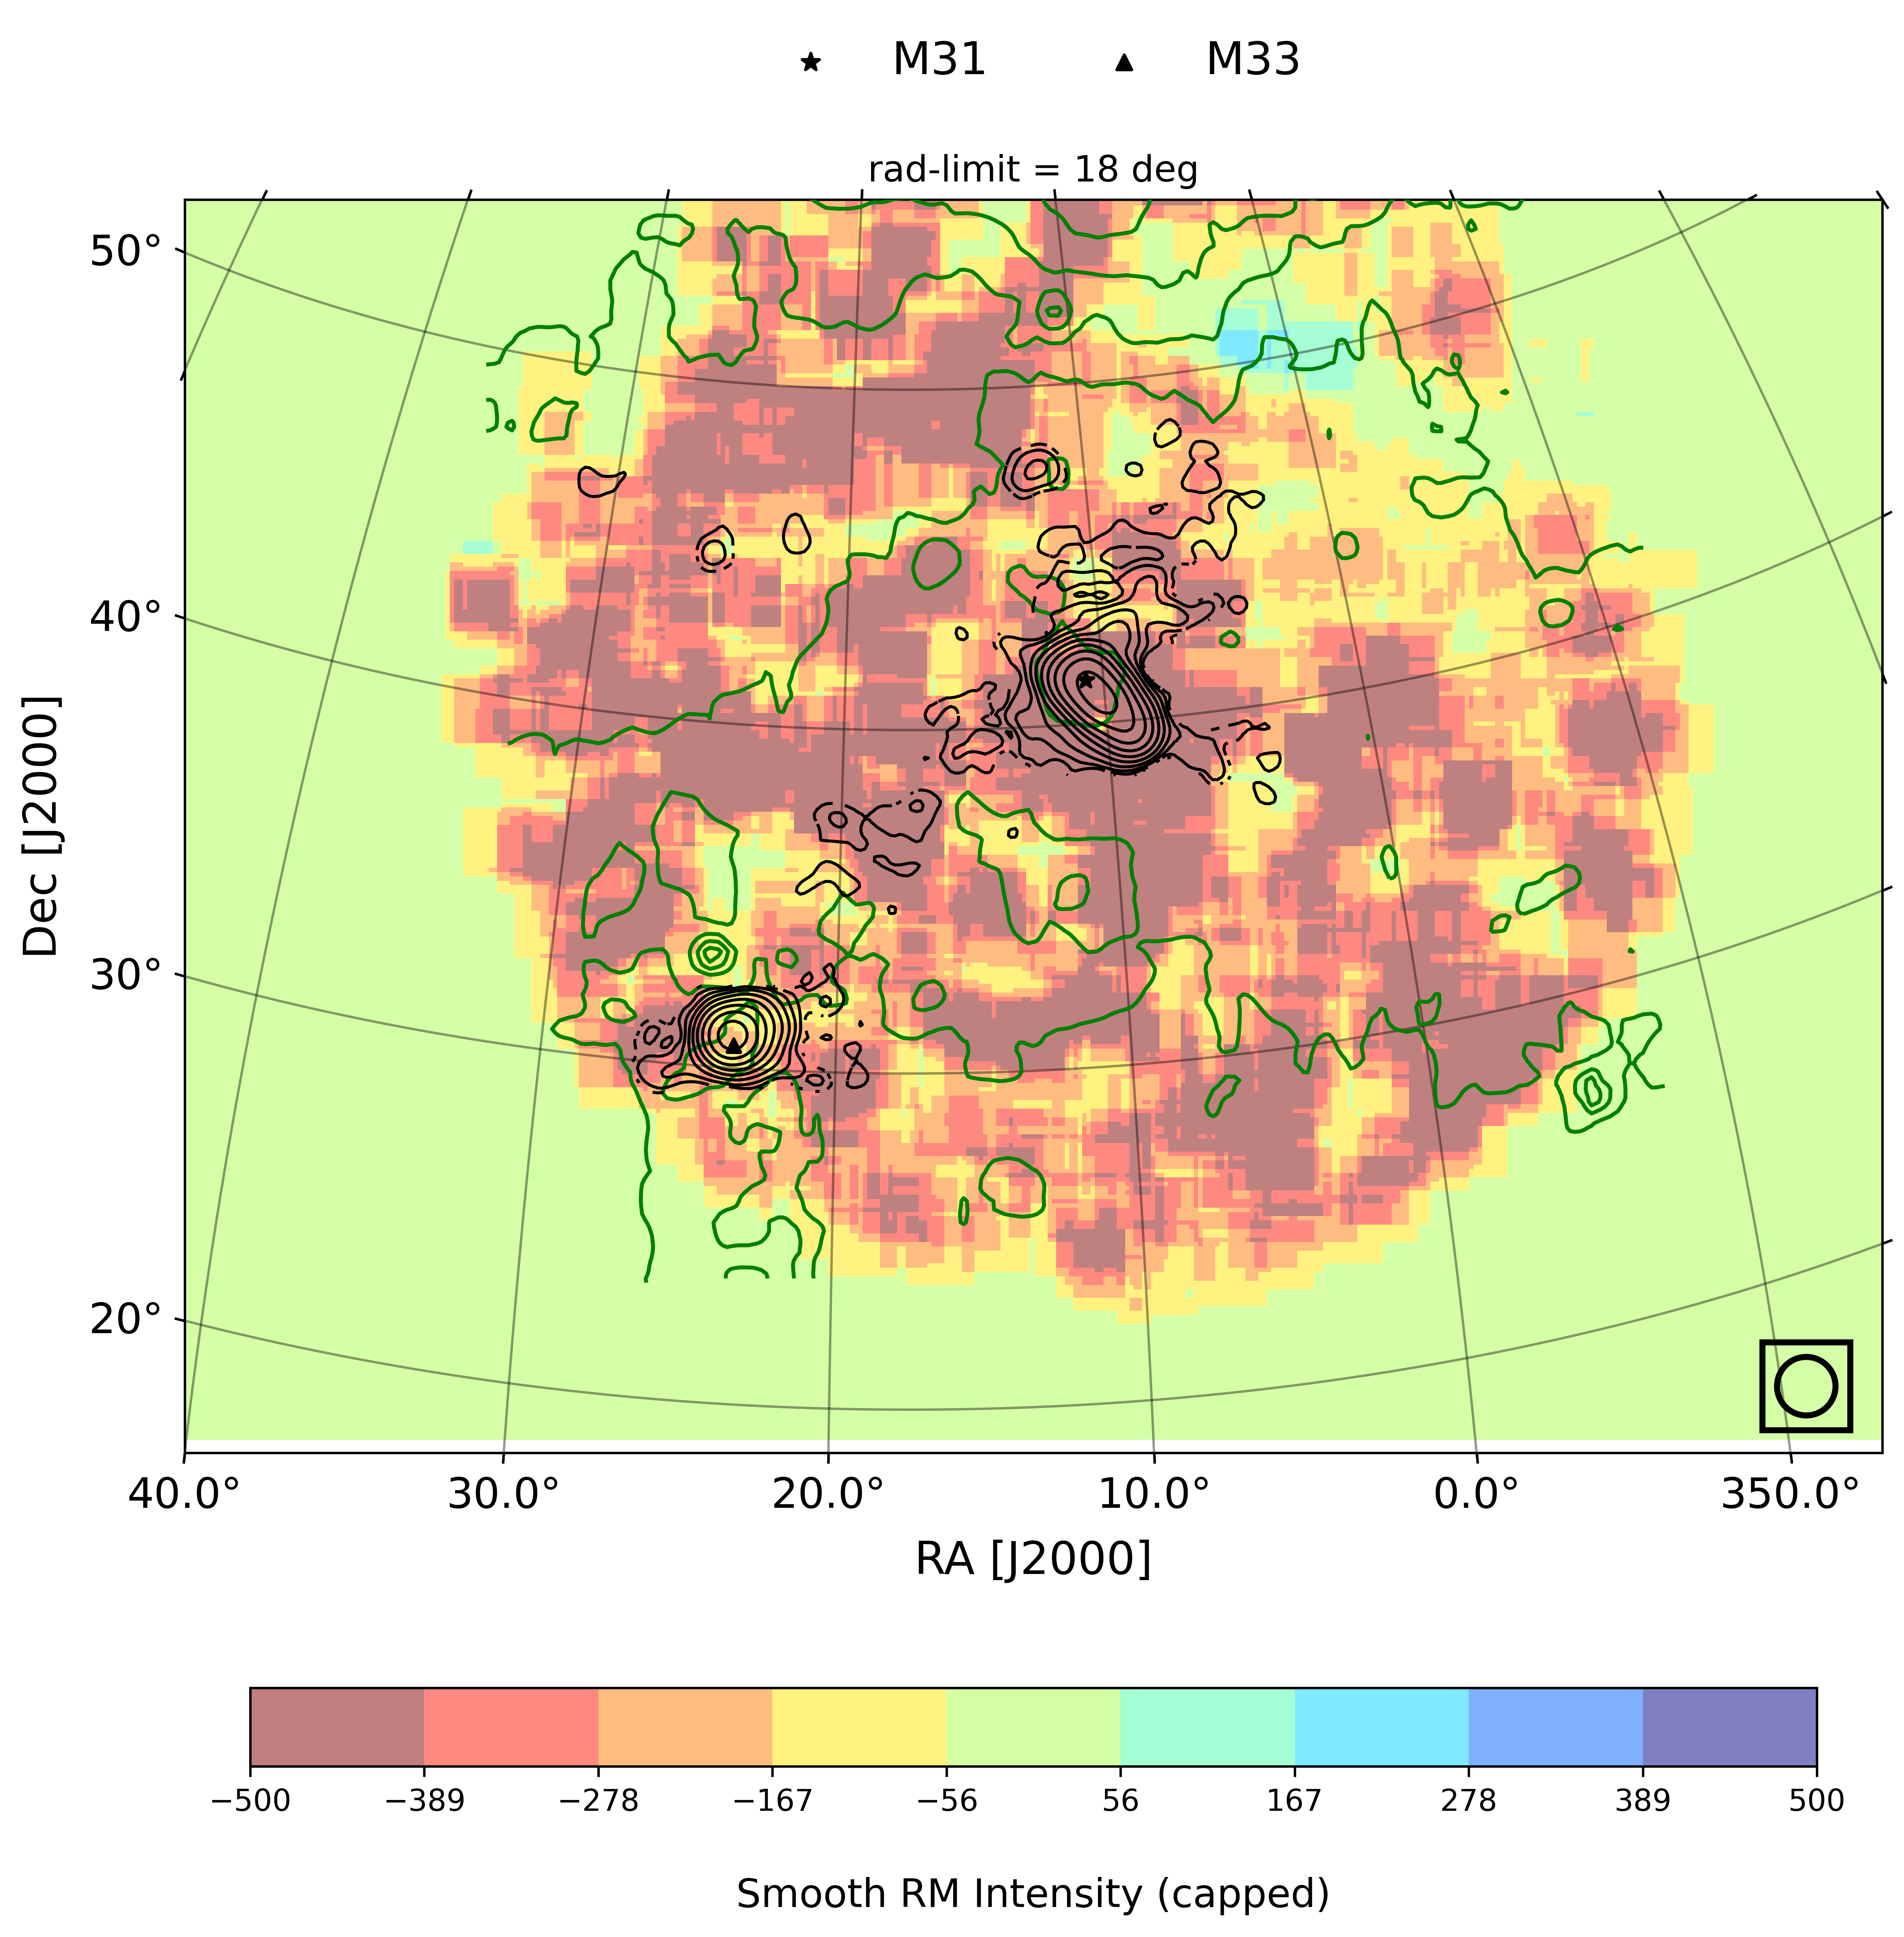 M31 M33
rad-limit = 18 deg
50°
40°
30°
20°
Dec [J2000]
40.0° 30.0° 20.0° 10.0° 0.0° 350.0°
RA [J2000]
−500 −389 −278 −167 −56 56 167 278 389 500
Smooth RM Intensity (capped)